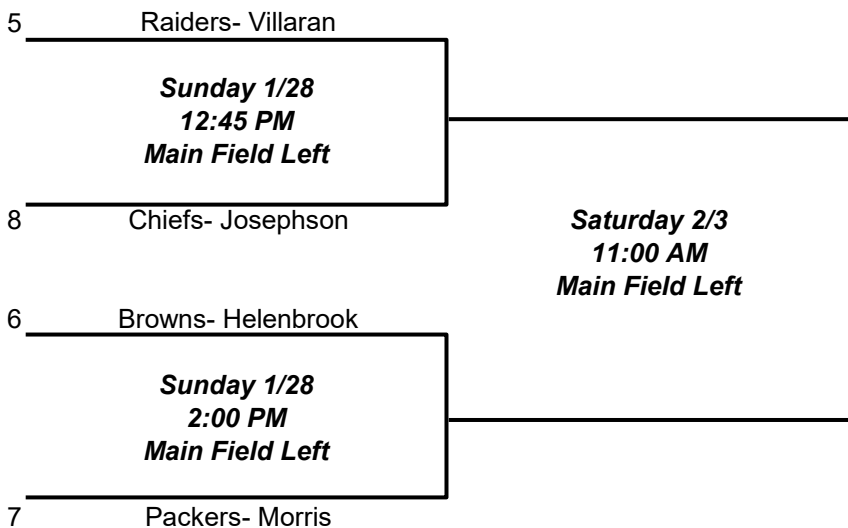 5 Raiders- Villaran
Sunday 1/28
12:45 PM
Main Field Left
8 Chiefs- Josephson
Saturday 2/3
11:00 AM
Main Field Left
6 Browns- Helenbrook
Sunday 1/28
2:00 PM
Main Field Left
7 Packers- Morris